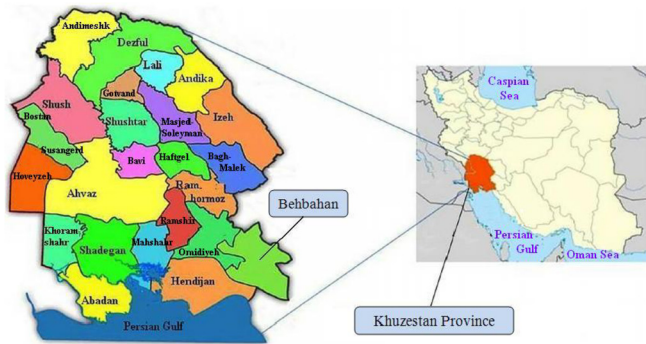 Andimeshk
Dezful
Lali
Andika
Gotvand
Shush
Shushtar
Masjed-
Soleyman
Izeh
Bostan
Susangerd
Bavi
Haftgel
Bagh-
Malek
Hoveyzeh
Ahvaz
Ram
hormoz
Behbahan
Khoram
shahr
Shadegan
Mahshahr
Ramshir
Omidiyeh
Hendijan
Abadan
Persian Gulf
Caspian
Sea
Persian
Gulf
Oman Sea
Khuzestan Province